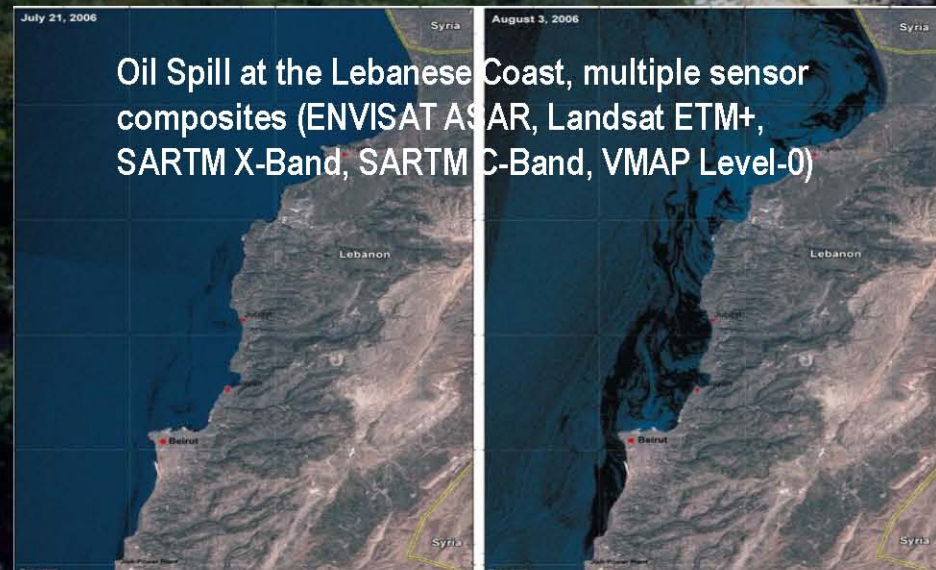 July 21, 2006
Syria
August 3, 2006
Syria
Oil Spill at the Lebanese Coast, multiple sensor
composites (ENVISAT ASAR, Landsat ETM+,
SARTM X-Band, SARTM C-Band, VMAP Level-0)
Lebanon
Lebanon
Beirut
Beirut
Syria
Syria